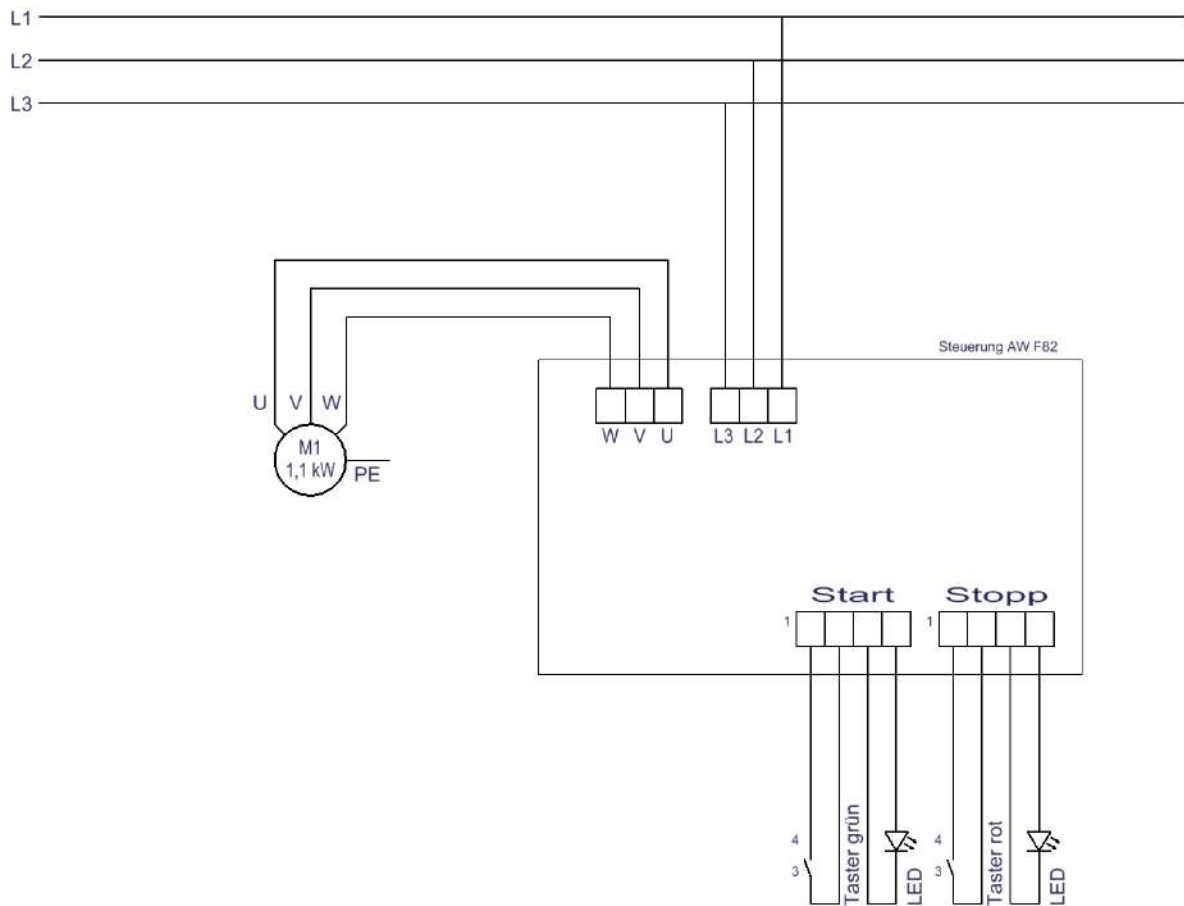 L1
L2
L3
Steuerung AW F82
U V W
W V U
L3 L2 L1
M1
1,1 kW
PE
Start
Stopp
1
1
4
3
Taster grün
LED
4
3
Taster rot
LED